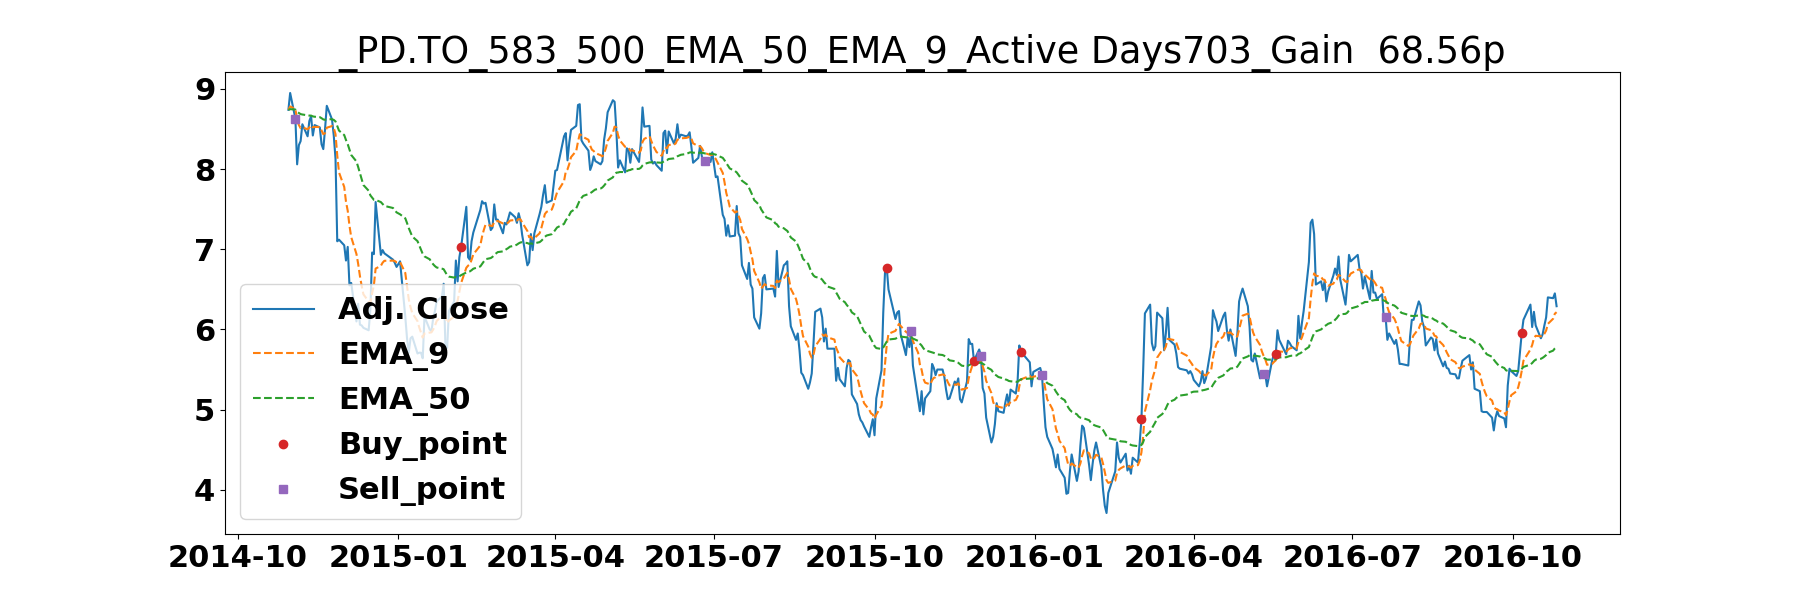 _PD.TO_583_500_EMA_50_EMA_9_Active Days703_Gain  68.56p
9
8
7
6
5
4
Adj. Close
EMA_9
EMA_50
Buy_point
Sell_point
2014-10 2015-01 2015-04 2015-07 2015-10 2016-01 2016-04 2016-07 2016-10